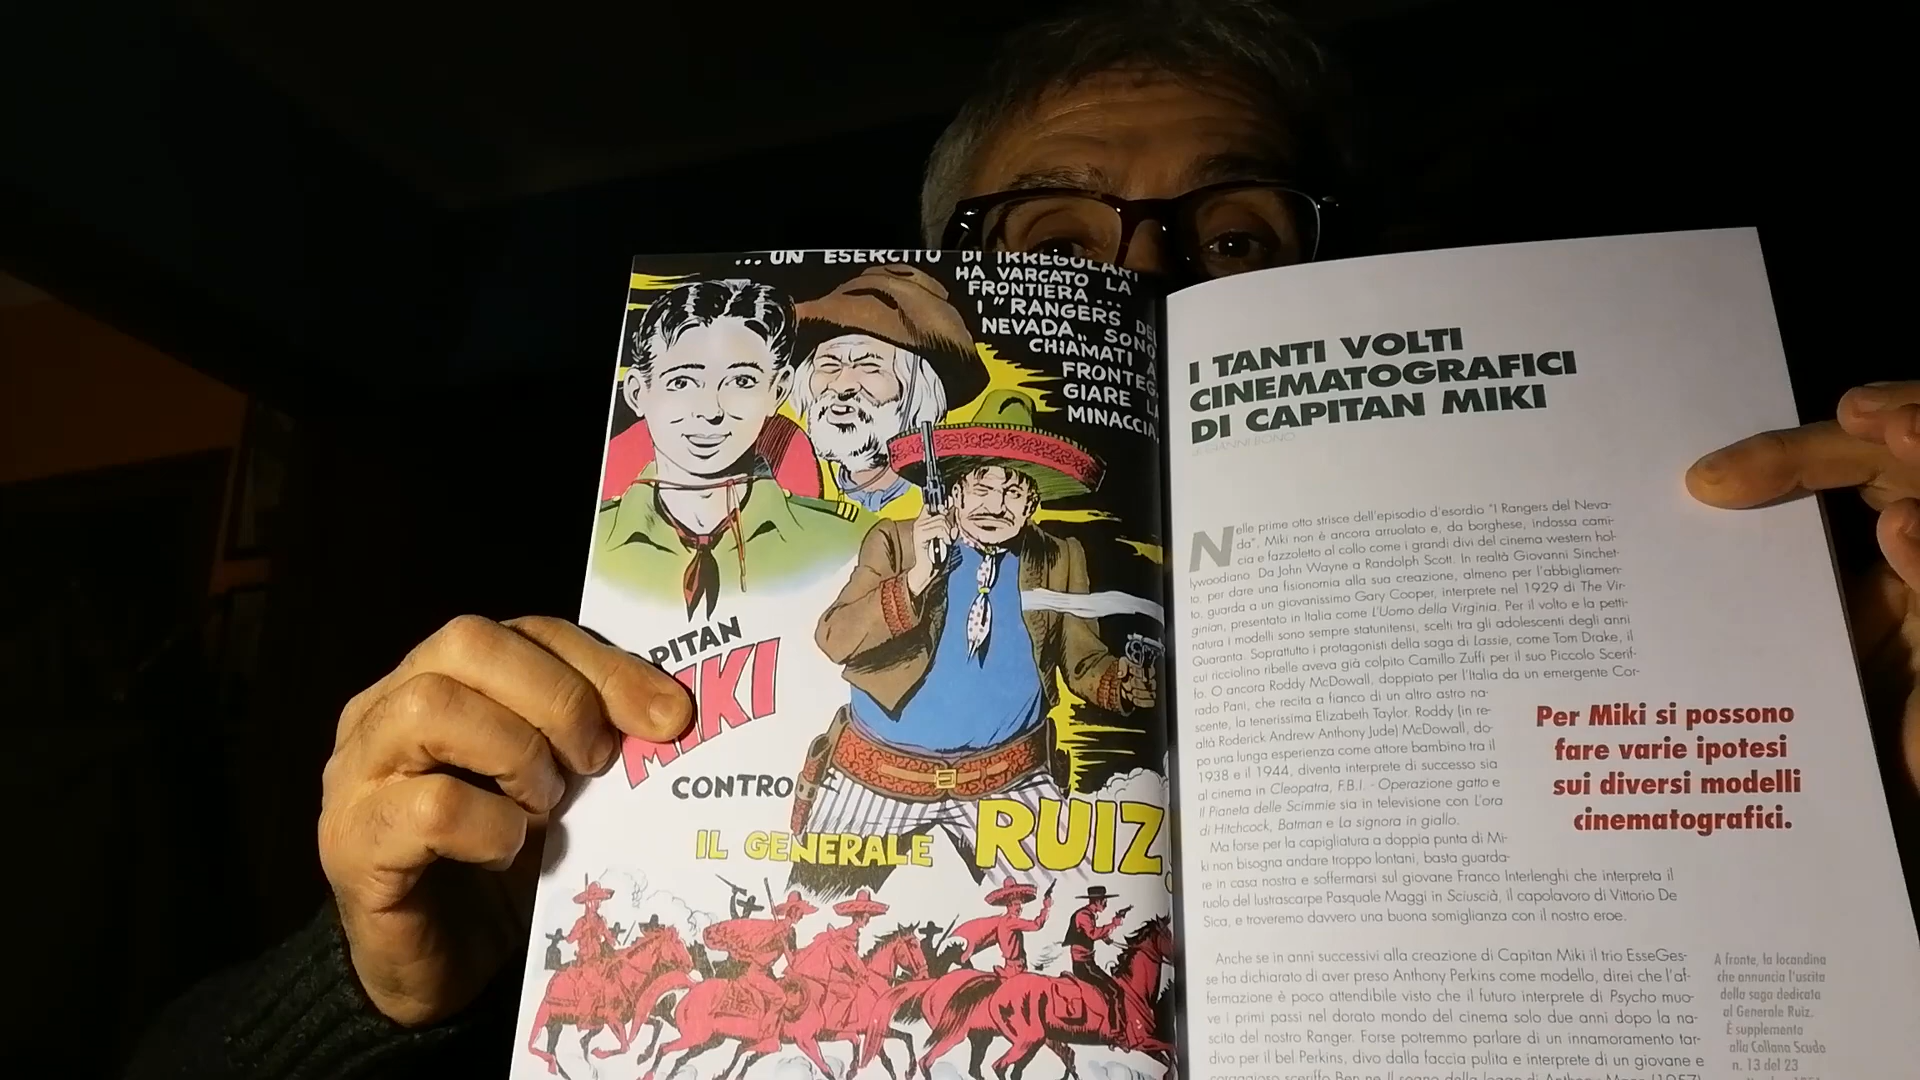 ...UN ESERCITO DI IRREGOLARI
HA VARCATO LA
FRONTIERA...
I "RANGERS DEL
NEVADA" SONO
CHIAMATI A
FRONTEG
GIARE LA
MINACCIA.
PITAN
MIKI
CONTRO
IL GENERALE RUIZ!
I TANTI VOLTI
CINEMATOGRAFICI
DI CAPITAN MIKI
di GIANNI BONO
Nelle prime otto strisce dell'episodio d'esordio "I Rangers del Neva-
da", Miki non è ancora arruolato e, da borghese, indossa cami-
cia e fazzoletto al collo come i grandi divi del cinema western hol-
lywoodiano. Da John Wayne a Randolph Scott. In realtà Giovanni Sinchet-
to, per dare una fisionomia alla sua creazione, almeno per l'abbigliamen-
to, guarda a un giovanissimo Gary Cooper, interprete nel 1929 di The Vir-
ginian, presentato in Italia come L'Uomo della Virginia. Per il volto e la petti-
natura i modelli sono sempre statunitensi, scelti tra gli adolescenti degli anni
Quaranta. Soprattutto i protagonisti della saga di Lassie, come Tom Drake, il
cui ricciolino ribelle aveva già colpito Camillo Zuffi per il suo Piccolo Scerif-
fo. O ancora Roddy McDowall, doppiato per l'Italia da un emergente Cor-
rado Pani, che recita a fianco di un altro astro na-
scente, la tenerissima Elizabeth Taylor. Roddy (in re-
altà Roderick Andrew Anthony Jude) McDowall, do-
po una lunga esperienza come attore bambino tra il
1938 e il 1944, diventa interprete di successo sia
al cinema in Cleopatra, F.B.I. - Operazione gatto e
Il Pianeta delle Scimmie sia in televisione con L'ora
di Hitchcock, Batman e La signora in giallo.
Ma forse per la capigliatura a doppia punta di Mi-
ki non bisogna andare troppo lontani, basta guarda-
re in casa nostra e soffermarsi sul giovane Franco Interlenghi che interpreta il
ruolo del lustrascarpe Pasquale Maggi in Sciuscià, il capolavoro di Vittorio De
Sica, e troveremo davvero una buona somiglianza con il nostro eroe.
Per Miki si possono
fare varie ipotesi
sui diversi modelli
cinematografici.
Anche se in anni successivi alla creazione di Capitan Miki il trio EsseGes-
se ha dichiarato di aver preso Anthony Perkins come modello, direi che l'af-
fermazione è poco attendibile visto che il futuro interprete di Psycho muo-
ve i primi passi nel dorato mondo del cinema solo due anni dopo la na-
scita del nostro Ranger. Forse potremmo parlare di un innamoramento tar-
divo per il bel Perkins, divo dalla faccia pulita e interprete di un giovane e
coraggioso sceriffo Ben ne Il segno della legge di Anthony Mann (1957)
A fronte, la locandina
che annuncia l'uscita
della saga dedicata
al Generale Ruiz.
È supplemento
alla Collana Scudo
n. 13 del 23